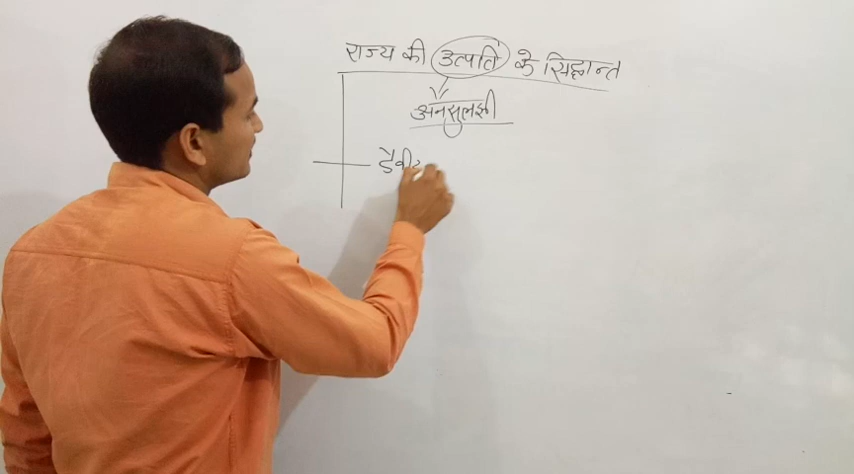 राज्य की उत्पति के सिद्धान्त
अनसुलझी
दैवीय